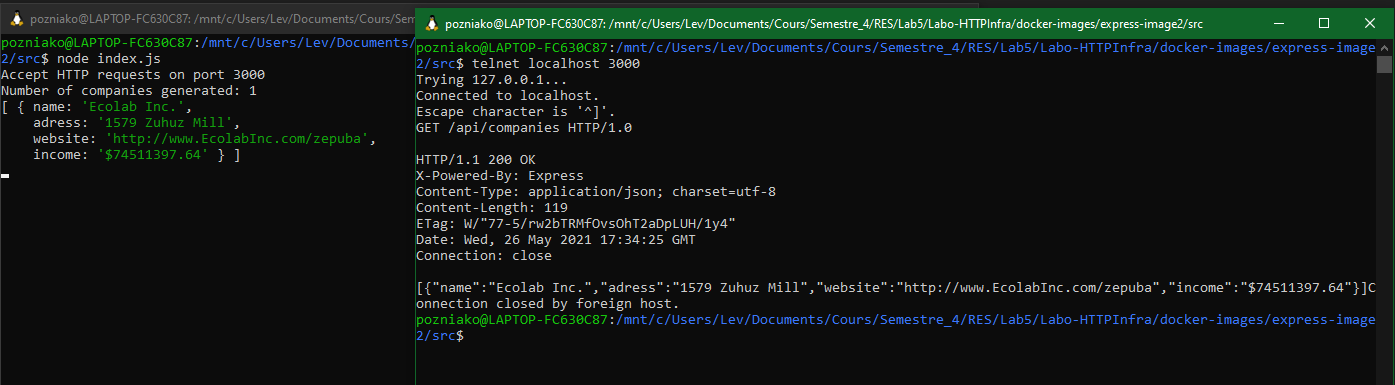 pozniako@LAPTOP-FC630C87: /mnt/c/Users/Lev/Documents/Cours/Sem
pozniako@LAPTOP-FC630C87:/mnt/c/Users/Lev/Documents/
2/src$ node index.js
Accept HTTP requests on port 3000
Number of companies generated: 1
[ { name: 'Ecolab Inc.',
adress: '1579 Zuhuz Mill',
website: 'http://www.EcolabInc.com/zepuba',
income: '$74511397.64' } ]
pozniako@LAPTOP-FC630C87: /mnt/c/Users/Lev/Documents/Cours/Semestre_4/RES/Lab5/Labo-HTTPInfra/docker-images/express-image2/src
pozniako@LAPTOP-FC630C87:/mnt/c/Users/Lev/Documents/Cours/Semestre_4/RES/Lab5/Labo-HTTPInfra/docker-images/express-image
2/src$ telnet localhost 3000
Trying 127.0.0.1...
Connected to localhost.
Escape character is '^]'.
GET /api/companies HTTP/1.0
HTTP/1.1 200 OK
X-Powered-By: Express
Content-Type: application/json; charset=utf-8
Content-Length: 119
ETag: W/"77-5/rw2bTRMfOvsOhT2aDpLUH/1y4"
Date: Wed, 26 May 2021 17:34:25 GMT
Connection: close
[{"name":"Ecolab Inc.","adress":"1579 Zuhuz Mill","website":"http://www.EcolabInc.com/zepuba","income":"$74511397.64"}]C
onnection closed by foreign host.
pozniako@LAPTOP-FC630C87:/mnt/c/Users/Lev/Documents/Cours/Semestre_4/RES/Lab5/Labo-HTTPInfra/docker-images/express-image
2/src$